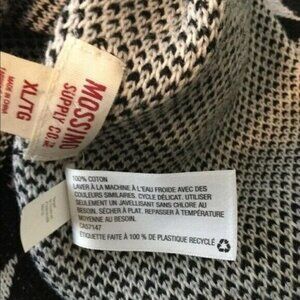 MOSSIMO
SUPPLY CO.
XL/TG
MADE IN CHINA
100% COTON
LAVER À LA MACHINE À L'EAU FROIDE AVEC DES
COULEURS SIMILAIRES. CYCLE DÉLICAT. UTILISER
SEULEMENT UN JAVELLISANT SANS CHLORE AU
BESOIN. SÉCHER À PLAT. REPASSER À TEMPÉRATURE
MOYENNE AU BESOIN.
CA57147
ÉTIQUETTE FAITE À 100 % DE PLASTIQUE RECYCLÉ